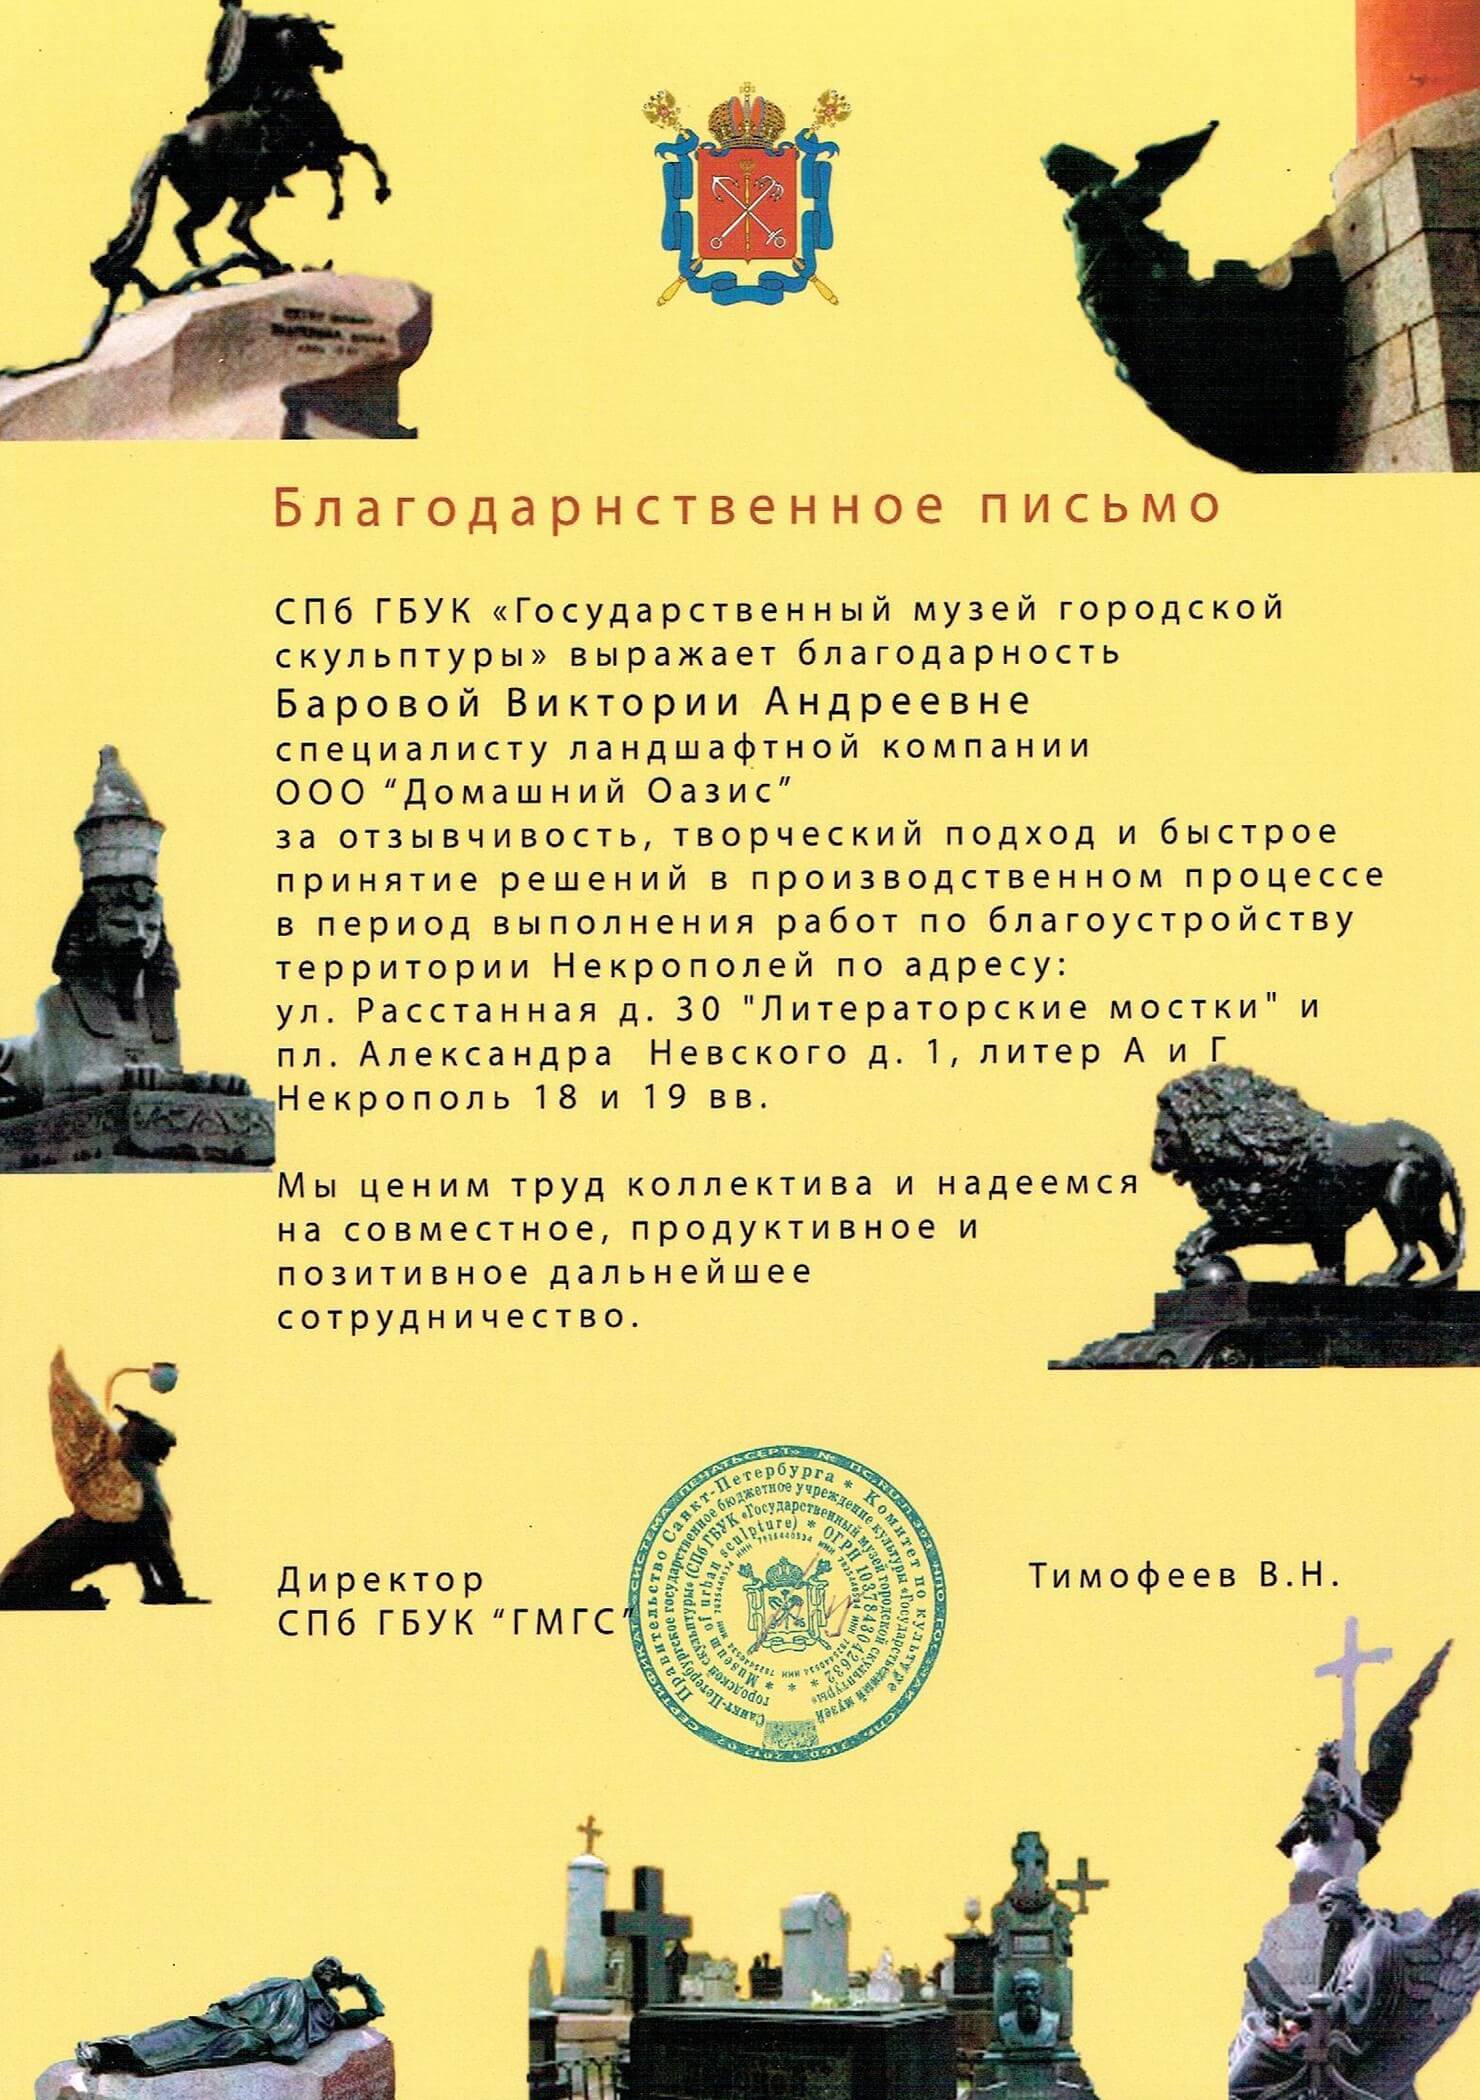 Благодарнственное письмо
СПб ГБУК «Государственный музей городской
скульптуры» выражает благодарность
Баровой Виктории Андреевне
специалисту ландшафтной компании
ООО “Домашний Оазис”
за отзывчивость, творческий подход и быстрое
принятие решений в производственном процессе
в период выполнения работ по благоустройству
территории Некрополей по адресу:
ул. Расстанная д. 30 "Литераторские мостки" и
пл. Александра Невского д. 1, литер А и Г
Некрополь 18 и 19 вв.
Мы ценим труд коллектива и надеемся
на совместное, продуктивное и
позитивное дальнейшее
сотрудничество.
Директор
СПб ГБУК “ГМГС”
Тимофеев В.Н.
Правительство Санкт-Петербурга * Комитет по культуре
Санкт-Петербургское государственное бюджетное учреждение культуры «Государственный музей
городской скульптуры» (СПб ГБУК «Государственный музей городской скульптуры»
Museum of urban sculpture) * ОГРН 1037843042632 *
ИНН 7825440534